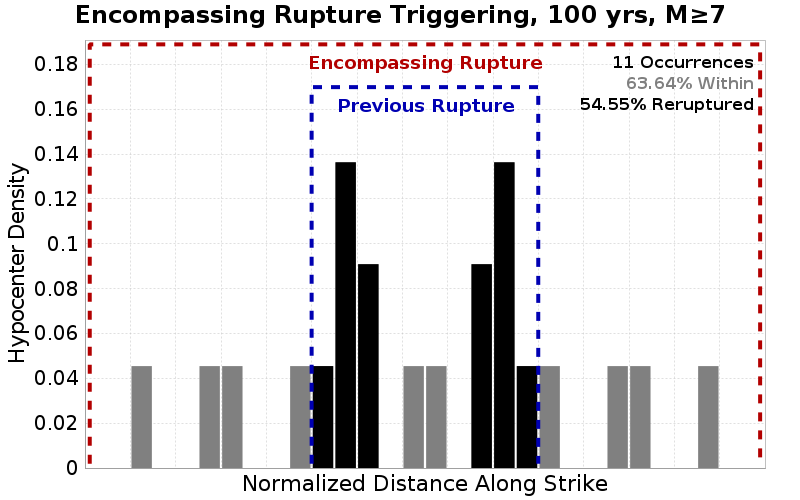 Encompassing Rupture Triggering, 100 yrs, M≥7
Encompassing Rupture
11 Occurrences
63.64% Within
Previous Rupture
54.55% Reruptured
Hypocenter Density
0.18
0.16
0.14
0.12
0.1
0.08
0.06
0.04
0.02
0
Normalized Distance Along Strike